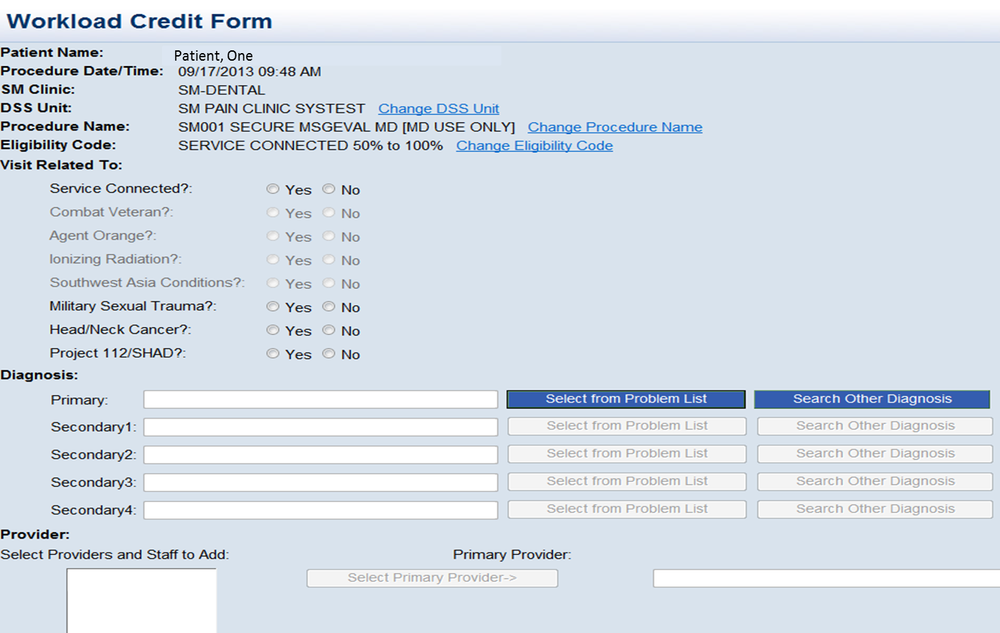 Workload Credit Form
Patient Name: Patient, One
Procedure Date/Time: 09/17/2013 09:48 AM
SM Clinic: SM-DENTAL
DSS Unit: SM PAIN CLINIC SYSTEST Change DSS Unit
Procedure Name: SM001 SECURE MSGEVAL MD [MD USE ONLY] Change Procedure Name
Eligibility Code: SERVICE CONNECTED 50% to 100% Change Eligibility Code
Visit Related To:
Service Connected?: Yes No
Combat Veteran?: Yes No
Agent Orange?: Yes No
Ionizing Radiation?: Yes No
Southwest Asia Conditions?: Yes No
Military Sexual Trauma?: Yes No
Head/Neck Cancer?: Yes No
Project 112/SHAD?: Yes No
Diagnosis:
Primary: Select from Problem List Search Other Diagnosis
Secondary1: Select from Problem List Search Other Diagnosis
Secondary2: Select from Problem List Search Other Diagnosis
Secondary3: Select from Problem List Search Other Diagnosis
Secondary4: Select from Problem List Search Other Diagnosis
Provider:
Select Providers and Staff to Add: Primary Provider:
Select Primary Provider->